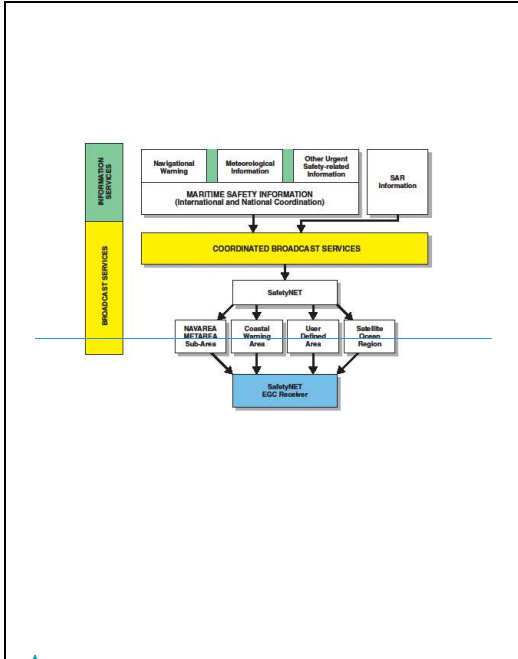 INFORMATION
SERVICES
Navigational
Warning
Meteorological
Information
Other Urgent
Safety-related
Information
SAR
Information
MARITIME SAFETY INFORMATION
(International and National Coordination)
BROADCAST SERVICES
COORDINATED BROADCAST SERVICES
SafetyNET
NAVAREA
METAREA
Sub-Area
Coastal
Warning
Area
User
Defined
Area
Satellite
Ocean
Region
SafetyNET
EGC Receiver